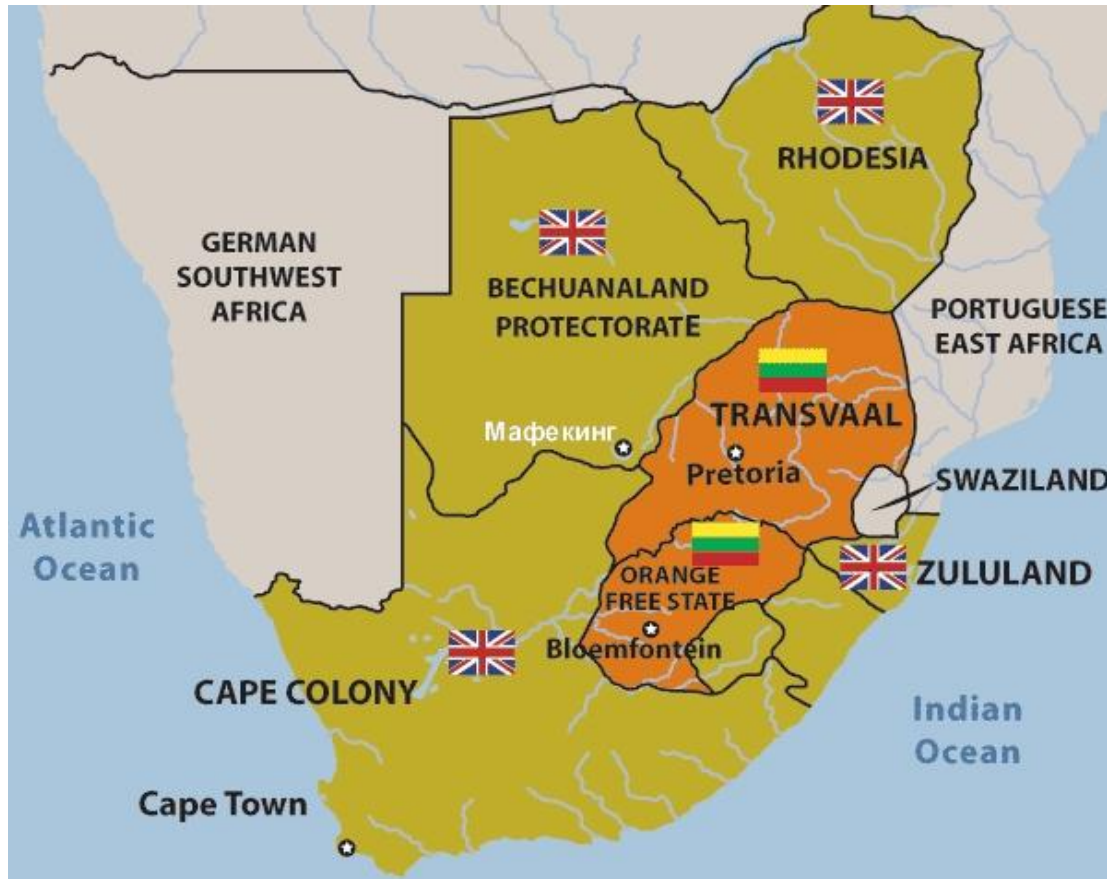 RHODESIA
GERMAN
SOUTHWEST
AFRICA
BECHUANALAND
PROTECTORATE
PORTUGUESE
EAST AFRICA
TRANSVAAL
Мафекинг
Pretoria
SWAZILAND
Atlantic
Ocean
ORANGE
FREE STATE
ZULULAND
Bloemfontein
CAPE COLONY
Indian
Ocean
Cape Town